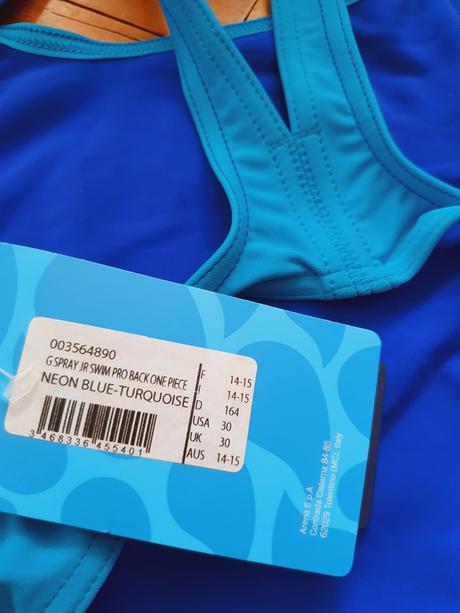 003564890
G SPRAY JR SWIM PRO BACK ONE PIECE
NEON BLUE-TURQUOISE
3 468336 455401
F 14-15
I 14-15
D 164
USA 30
UK 30
AUS 14-15
Arena S.p.A
Contrada Cisterna 84-85
62029 Tolentino (MC), Italy